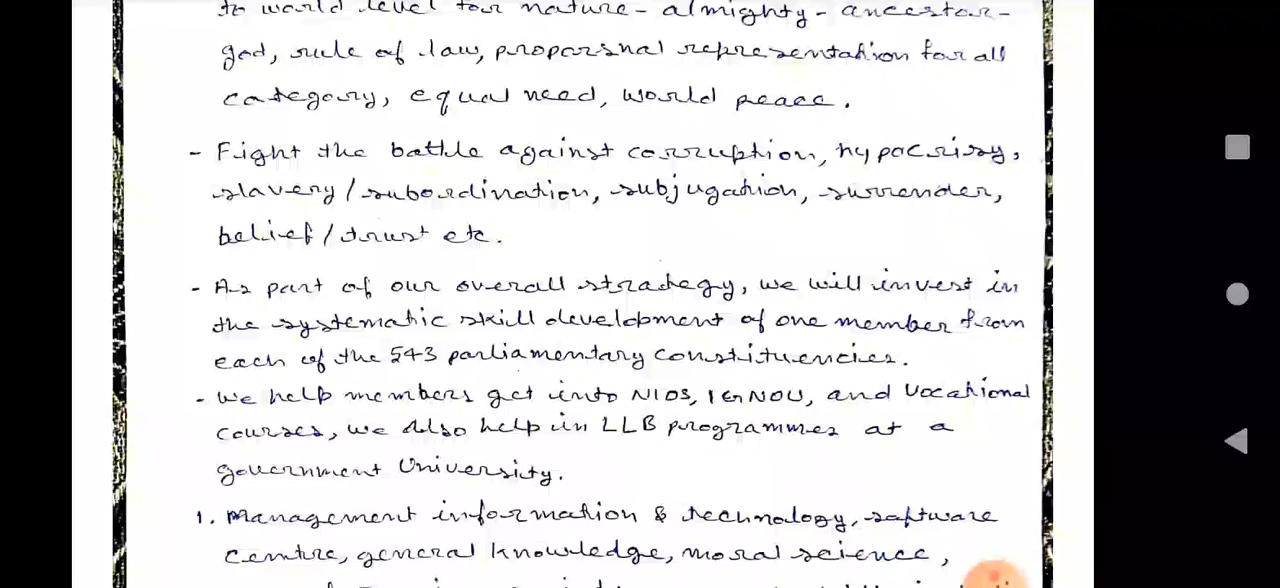 to world level for nature - almighty - ancestor -
god, rule of law, proporsnal representation for all
category, equal need, world peace.
- Fight the battle against corruption, hypocrisy,
slavery / subordination, subjugation, surrender,
belief / trust etc.
- As part of our overall strategy, we will invest in
the systematic skill development of one member from
each of the 543 parliamentary constituencies.
- We help members get into NIOS, IGNOU, and Vocational
courses, we also help in LLB programmes at a
government University.
1. Management information & technology, software
centre, general knowledge, moral science,